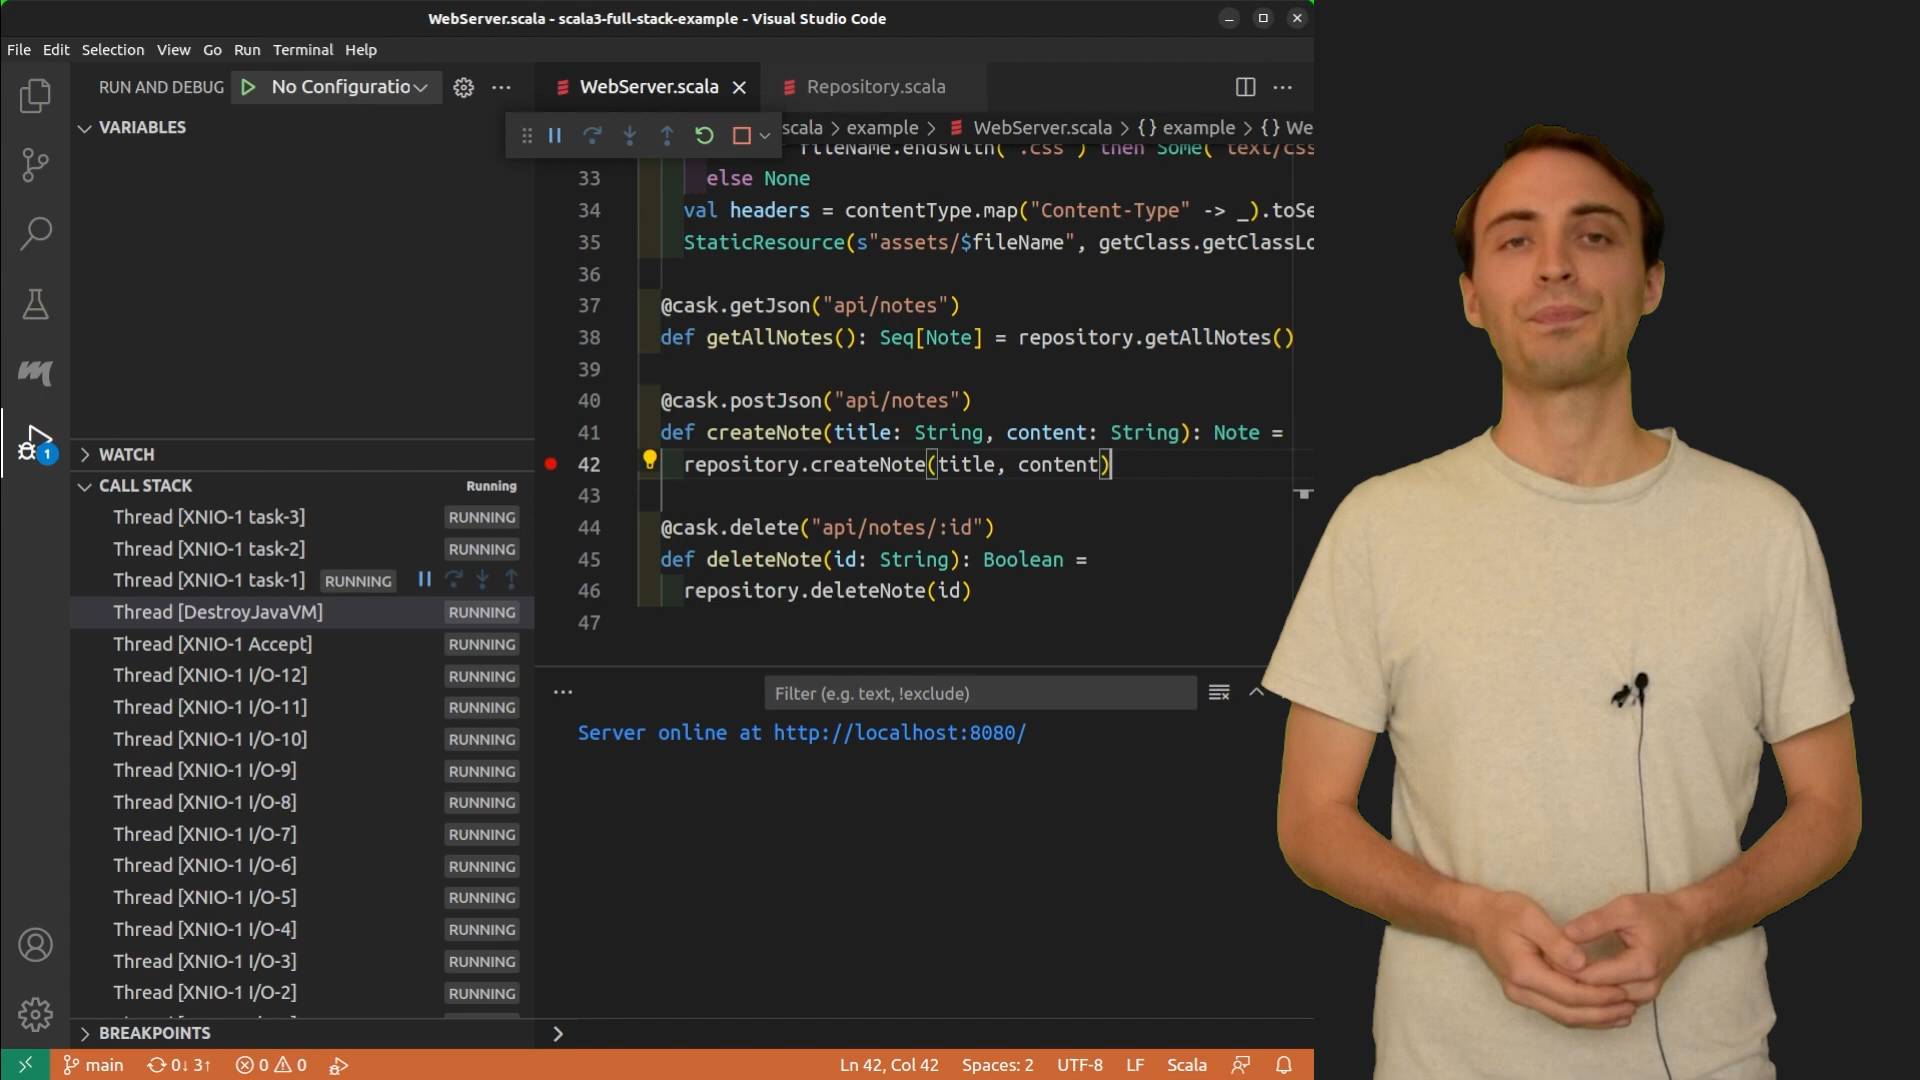 WebServer.scala - scala3-full-stack-example - Visual Studio Code
File Edit Selection View Go Run Terminal Help
RUN AND DEBUG No Configuratio
VARIABLES
WATCH
CALL STACK Running
Thread [XNIO-1 task-3] RUNNING
Thread [XNIO-1 task-2] RUNNING
Thread [XNIO-1 task-1] RUNNING
Thread [DestroyJavaVM] RUNNING
Thread [XNIO-1 Accept] RUNNING
Thread [XNIO-1 I/O-12] RUNNING
Thread [XNIO-1 I/O-11] RUNNING
Thread [XNIO-1 I/O-10] RUNNING
Thread [XNIO-1 I/O-9] RUNNING
Thread [XNIO-1 I/O-8] RUNNING
Thread [XNIO-1 I/O-7] RUNNING
Thread [XNIO-1 I/O-6] RUNNING
Thread [XNIO-1 I/O-5] RUNNING
Thread [XNIO-1 I/O-4] RUNNING
Thread [XNIO-1 I/O-3] RUNNING
Thread [XNIO-1 I/O-2] RUNNING
BREAKPOINTS
1
WebServer.scala Repository.scala
scala > example > WebServer.scala > {} example > {} We
fileName.endsWith(".css") then Some("text/css
33 else None
34 val headers = contentType.map("Content-Type" -> _).toSe
35 StaticResource(s"assets/$fileName", getClass.getClassLo
36
37 @cask.getJson("api/notes")
38 def getAllNotes(): Seq[Note] = repository.getAllNotes()
39
40 @cask.postJson("api/notes")
41 def createNote(title: String, content: String): Note =
42 repository.createNote(title, content)
43
44 @cask.delete("api/notes/:id")
45 def deleteNote(id: String): Boolean =
46 repository.deleteNote(id)
47
Filter (e.g. text, !exclude)
Server online at http://localhost:8080/
main 0↓ 3↑ 0 0 Ln 42, Col 42 Spaces: 2 UTF-8 LF Scala